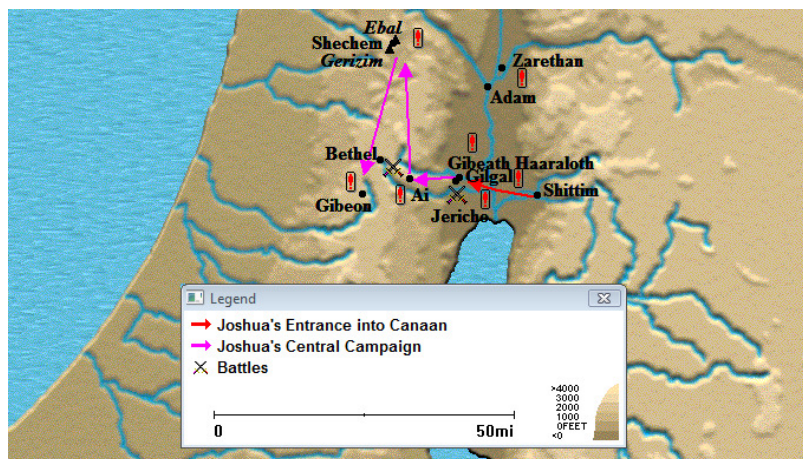 Ebal
Shechem
Gerizim
Zarethan
Adam
Bethel
Gibeath Haaraloth
Gilgal
Shittim
Ai
Gibeon
Jericho
Legend
Joshua's Entrance into Canaan
Joshua's Central Campaign
Battles
>4000
3000
2000
1000
0FEET
<0
0 50mi